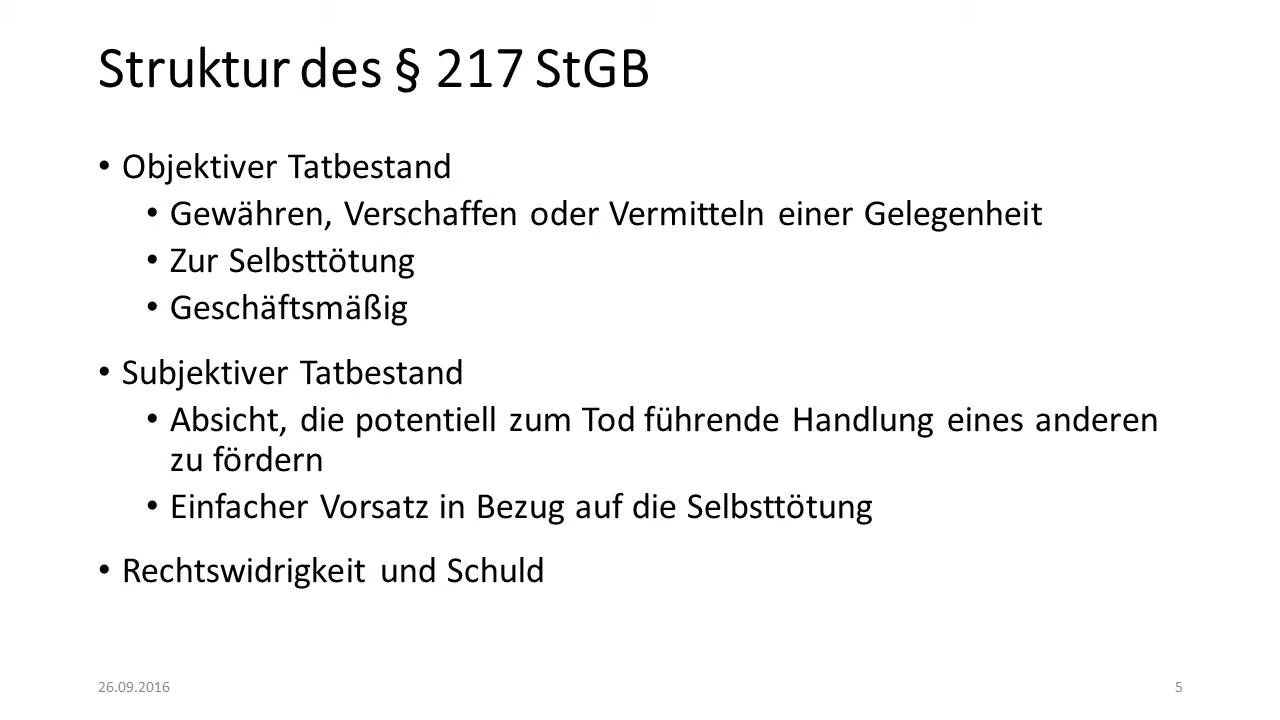 Struktur des § 217 StGB
• Objektiver Tatbestand
• Gewähren, Verschaffen oder Vermitteln einer Gelegenheit
• Zur Selbsttötung
• Geschäftsmäßig
• Subjektiver Tatbestand
• Absicht, die potentiell zum Tod führende Handlung eines anderen
zu fördern
• Einfacher Vorsatz in Bezug auf die Selbsttötung
• Rechtswidrigkeit und Schuld
26.09.2016
5